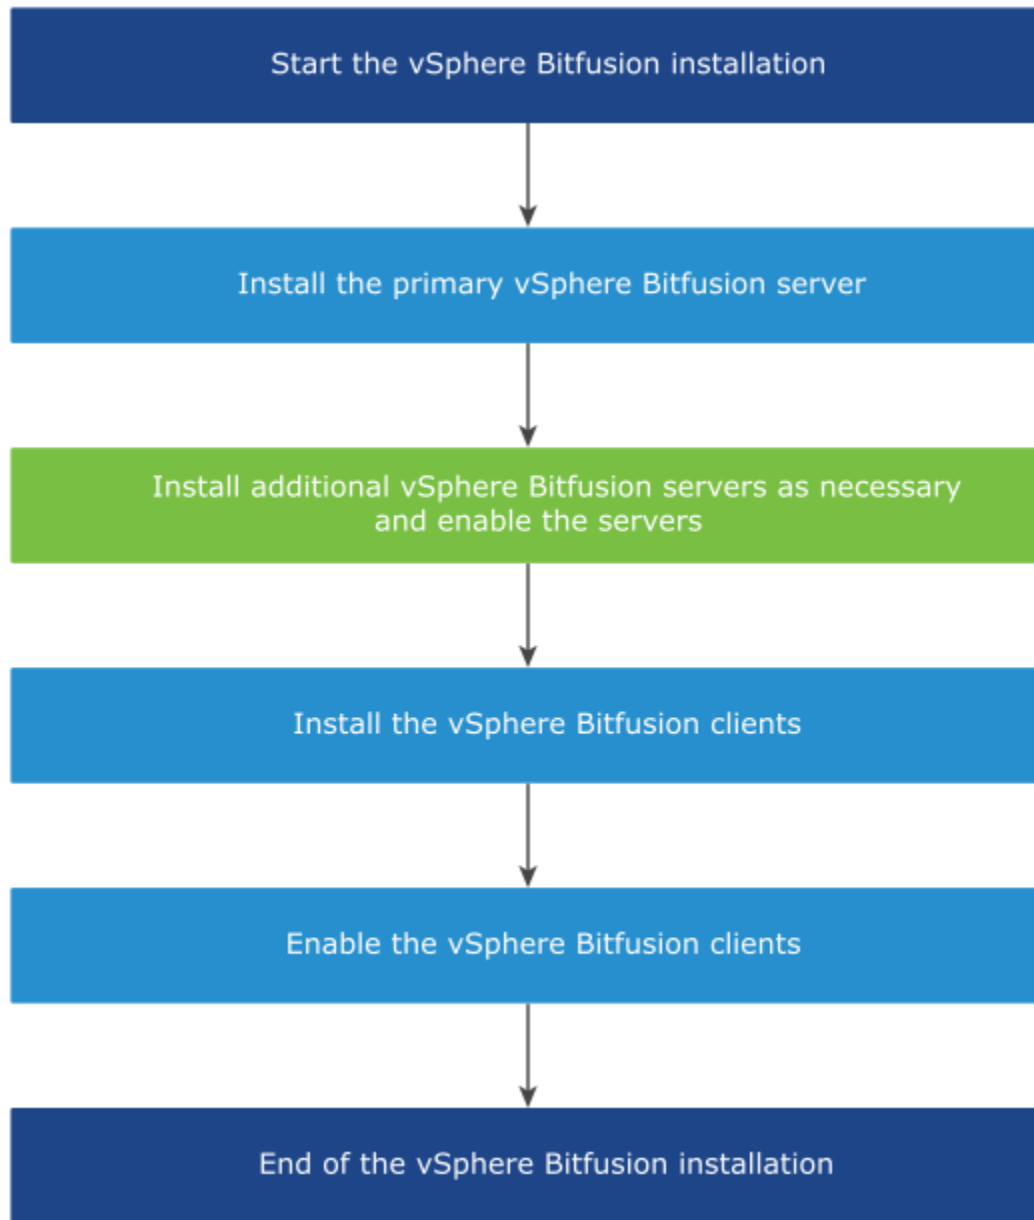 Start the vSphere Bitfusion installation
Install the primary vSphere Bitfusion server
Install additional vSphere Bitfusion servers as necessary
and enable the servers
Install the vSphere Bitfusion clients
Enable the vSphere Bitfusion clients
End of the vSphere Bitfusion installation